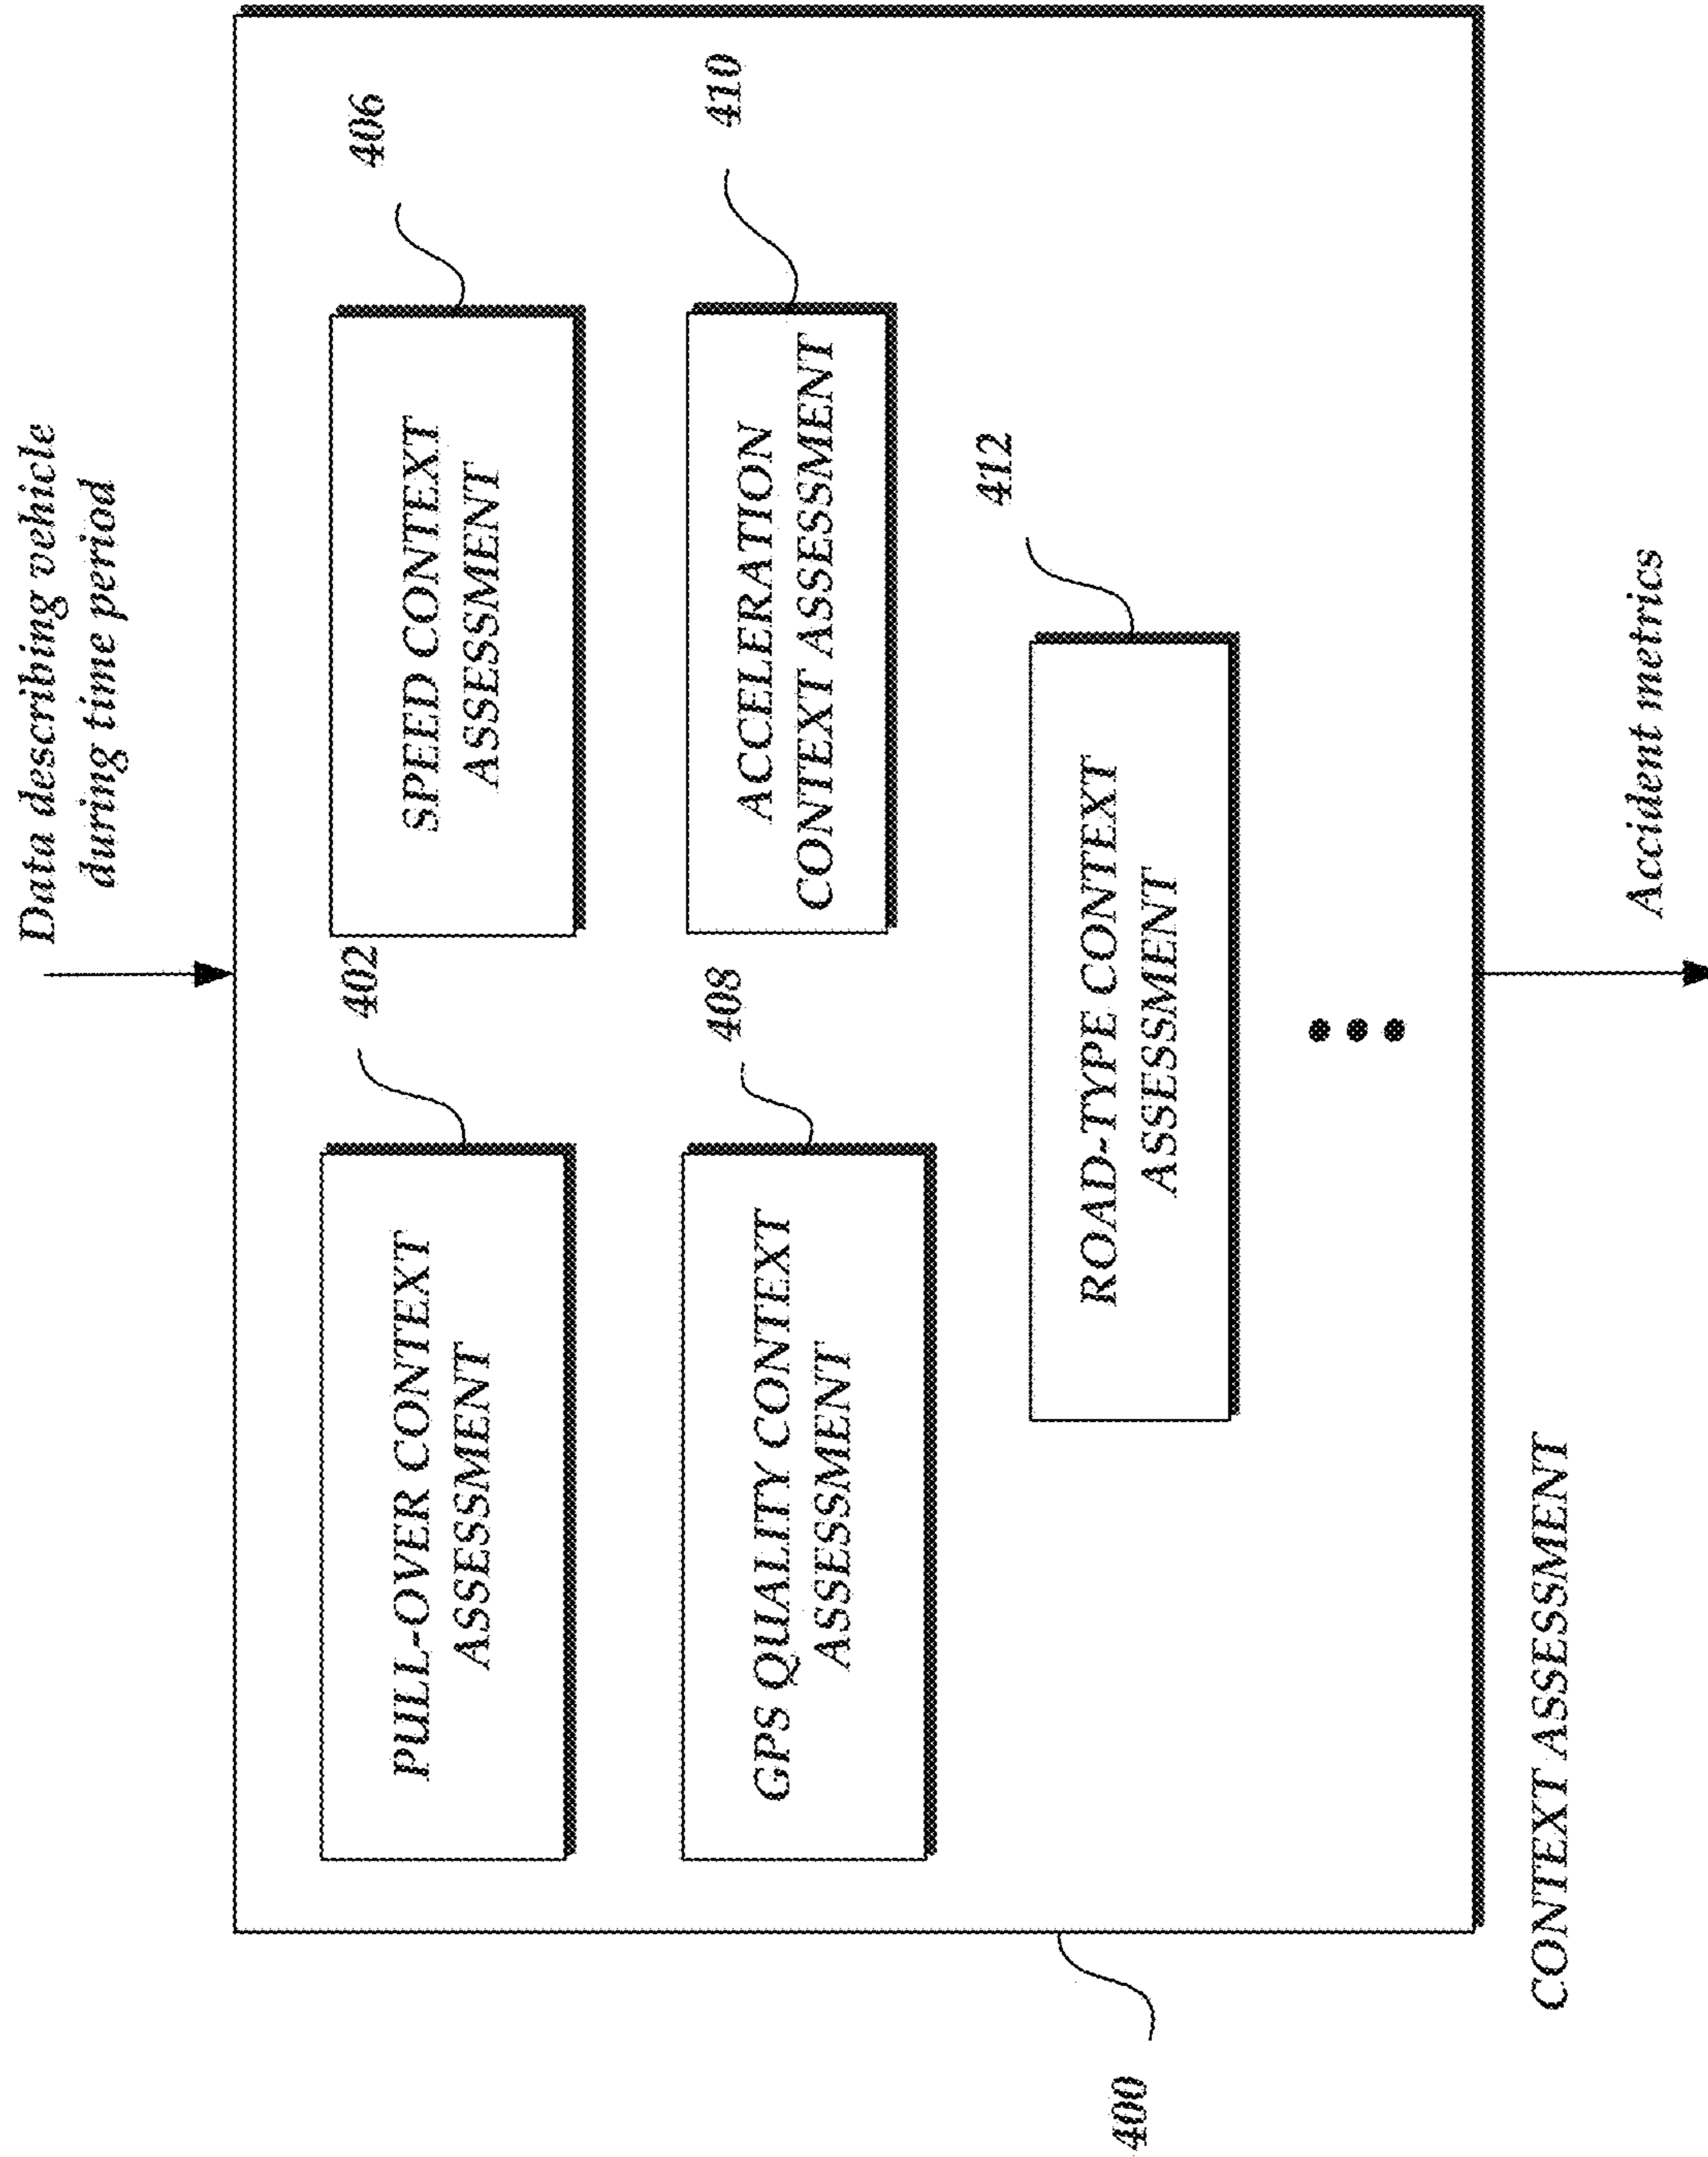 Data describing vehicle
during time period
402
PULL-OVER CONTEXT
ASSESSMENT
406
SPEED CONTEXT
ASSESSMENT
408
GPS QUALITY CONTEXT
ASSESSMENT
410
ACCELERATION
CONTEXT ASSESSMENT
412
ROAD-TYPE CONTEXT
ASSESSMENT
400
CONTEXT ASSESSMENT
Accident metrics